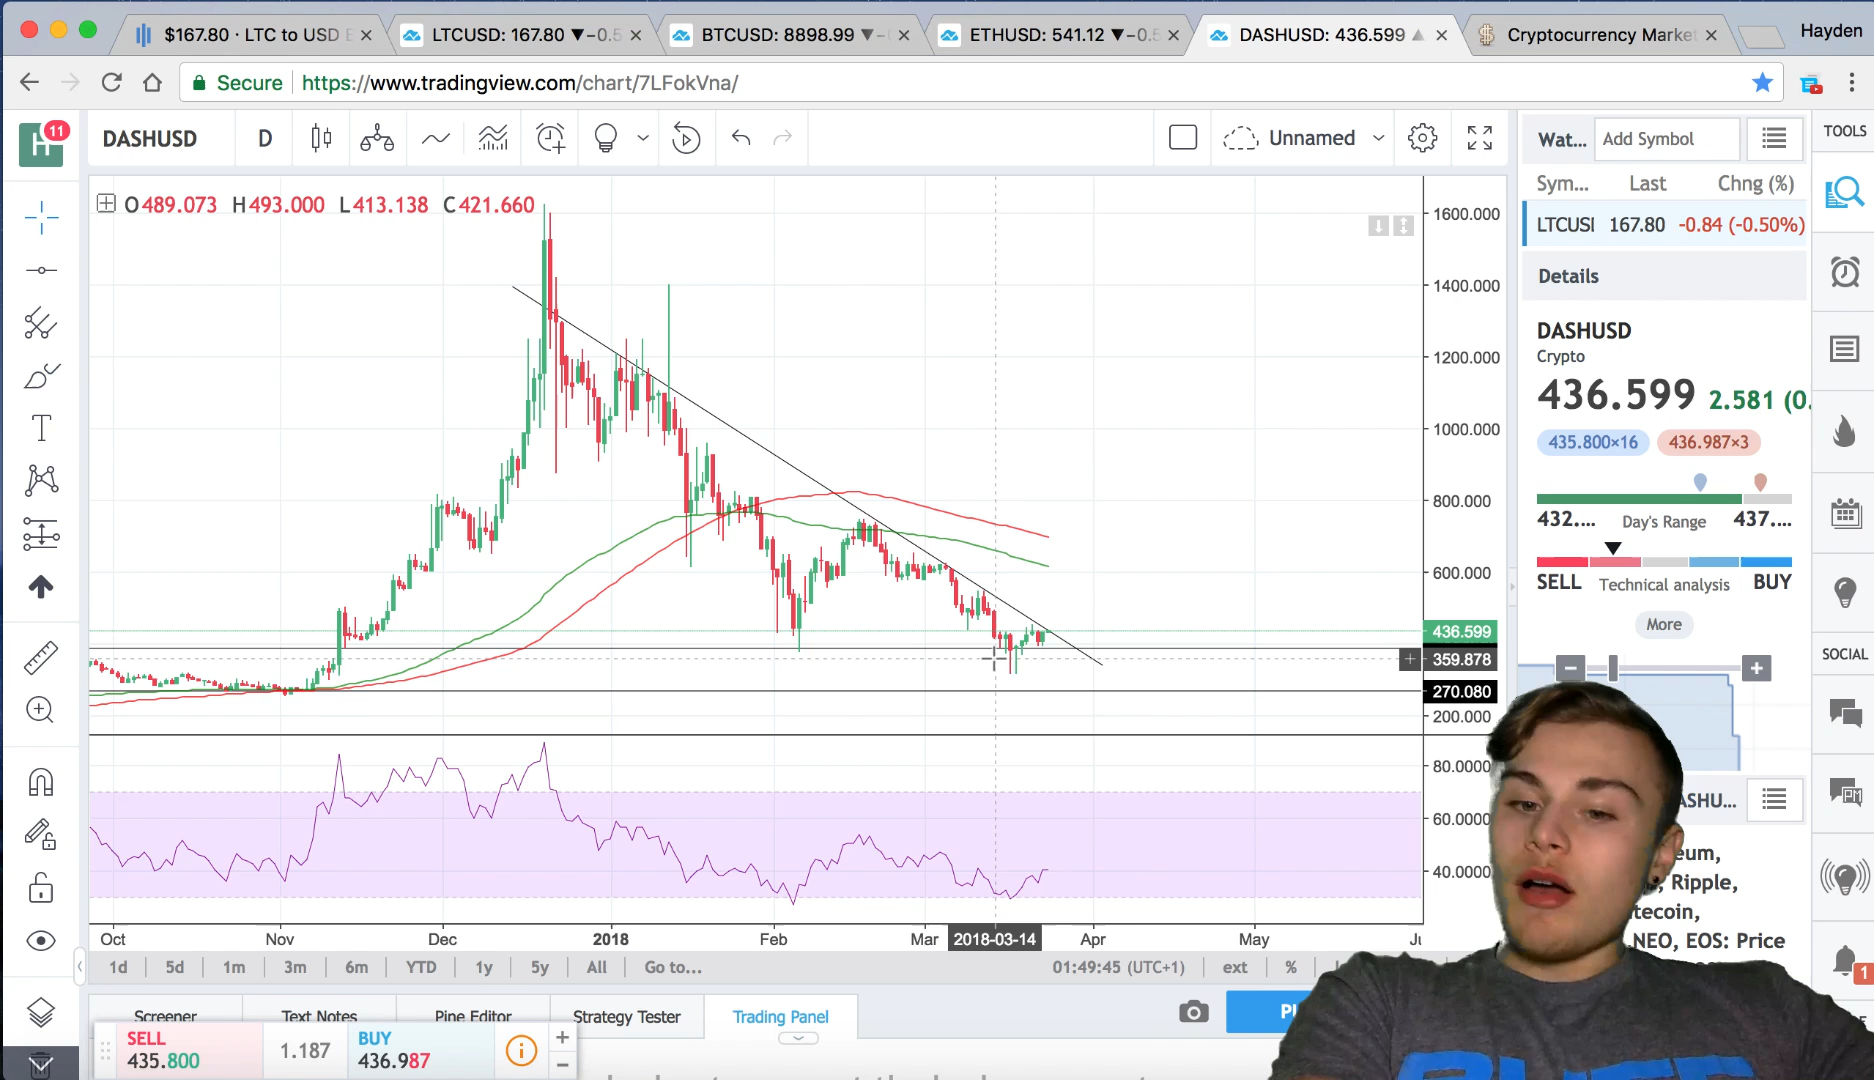 $167.80 · LTC to USD
LTCUSD: 167.80 ▼−0.5
BTCUSD: 8898.99 ▼−
ETHUSD: 541.12 ▼−0.5
DASHUSD: 436.599 ▲
Cryptocurrency Market
Hayden
Secure
https://www.tradingview.com/chart/7LFokVna/
H
11
DASHUSD
D
Unnamed
Wat...
Add Symbol
TOOLS
Sym...
Last
Chng (%)
LTCUSI
167.80
-0.84 (-0.50%)
O489.073 H493.000 L413.138 C421.660
Details
DASHUSD
Crypto
436.599 2.581 (0.
435.800×16
436.987×3
432....
Day's Range
437....
SELL
Technical analysis
BUY
More
SOCIAL
1600.000
1400.000
1200.000
1000.000
800.000
600.000
436.599
359.878
270.080
200.000
80.0000
60.0000
40.0000
ASHU...
eum,
Ripple,
tecoin,
NEO, EOS: Price
PM
1
Oct
Nov
Dec
2018
Feb
Mar
2018-03-14
Apr
May
1d
5d
1m
3m
6m
YTD
1y
5y
All
Go to...
01:49:45 (UTC+1)
ext
%
Screener
Text Notes
Pine Editor
Strategy Tester
Trading Panel
SELL
435.800
1.187
BUY
436.987